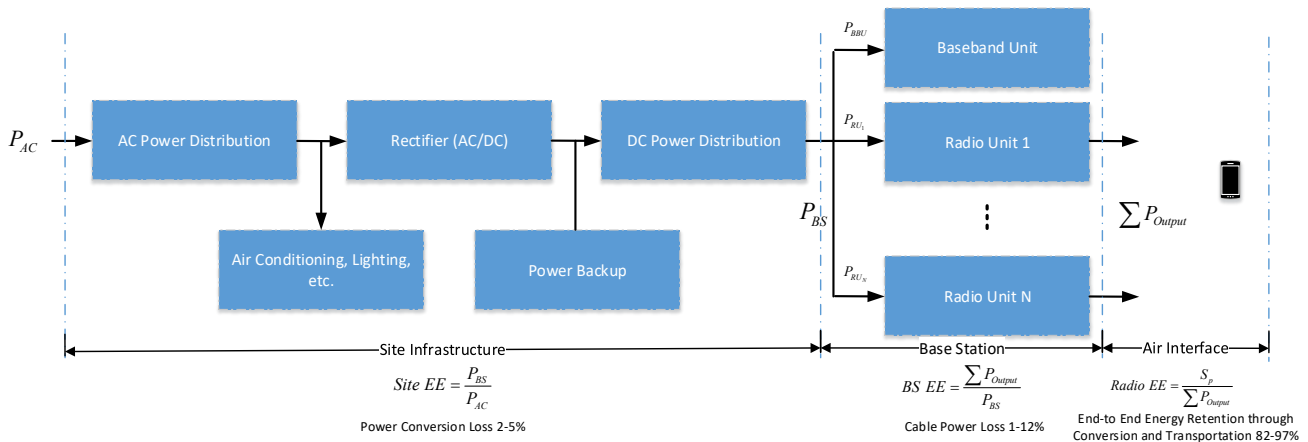 P_BBU
Baseband Unit
P_AC
AC Power Distribution
Rectifier (AC/DC)
DC Power Distribution
P_RU_1
Radio Unit 1
P_BS
∑ P_Output
Air Conditioning, Lighting,
etc.
Power Backup
P_RU_N
Radio Unit N
Site Infrastructure
Base Station
Air Interface
Site EE = P_BS / P_AC
BS EE = ∑ P_Output / P_BS
Radio EE = S_p / ∑ P_Output
Power Conversion Loss 2-5%
Cable Power Loss 1-12%
End-to End Energy Retention through
Conversion and Transportation 82-97%